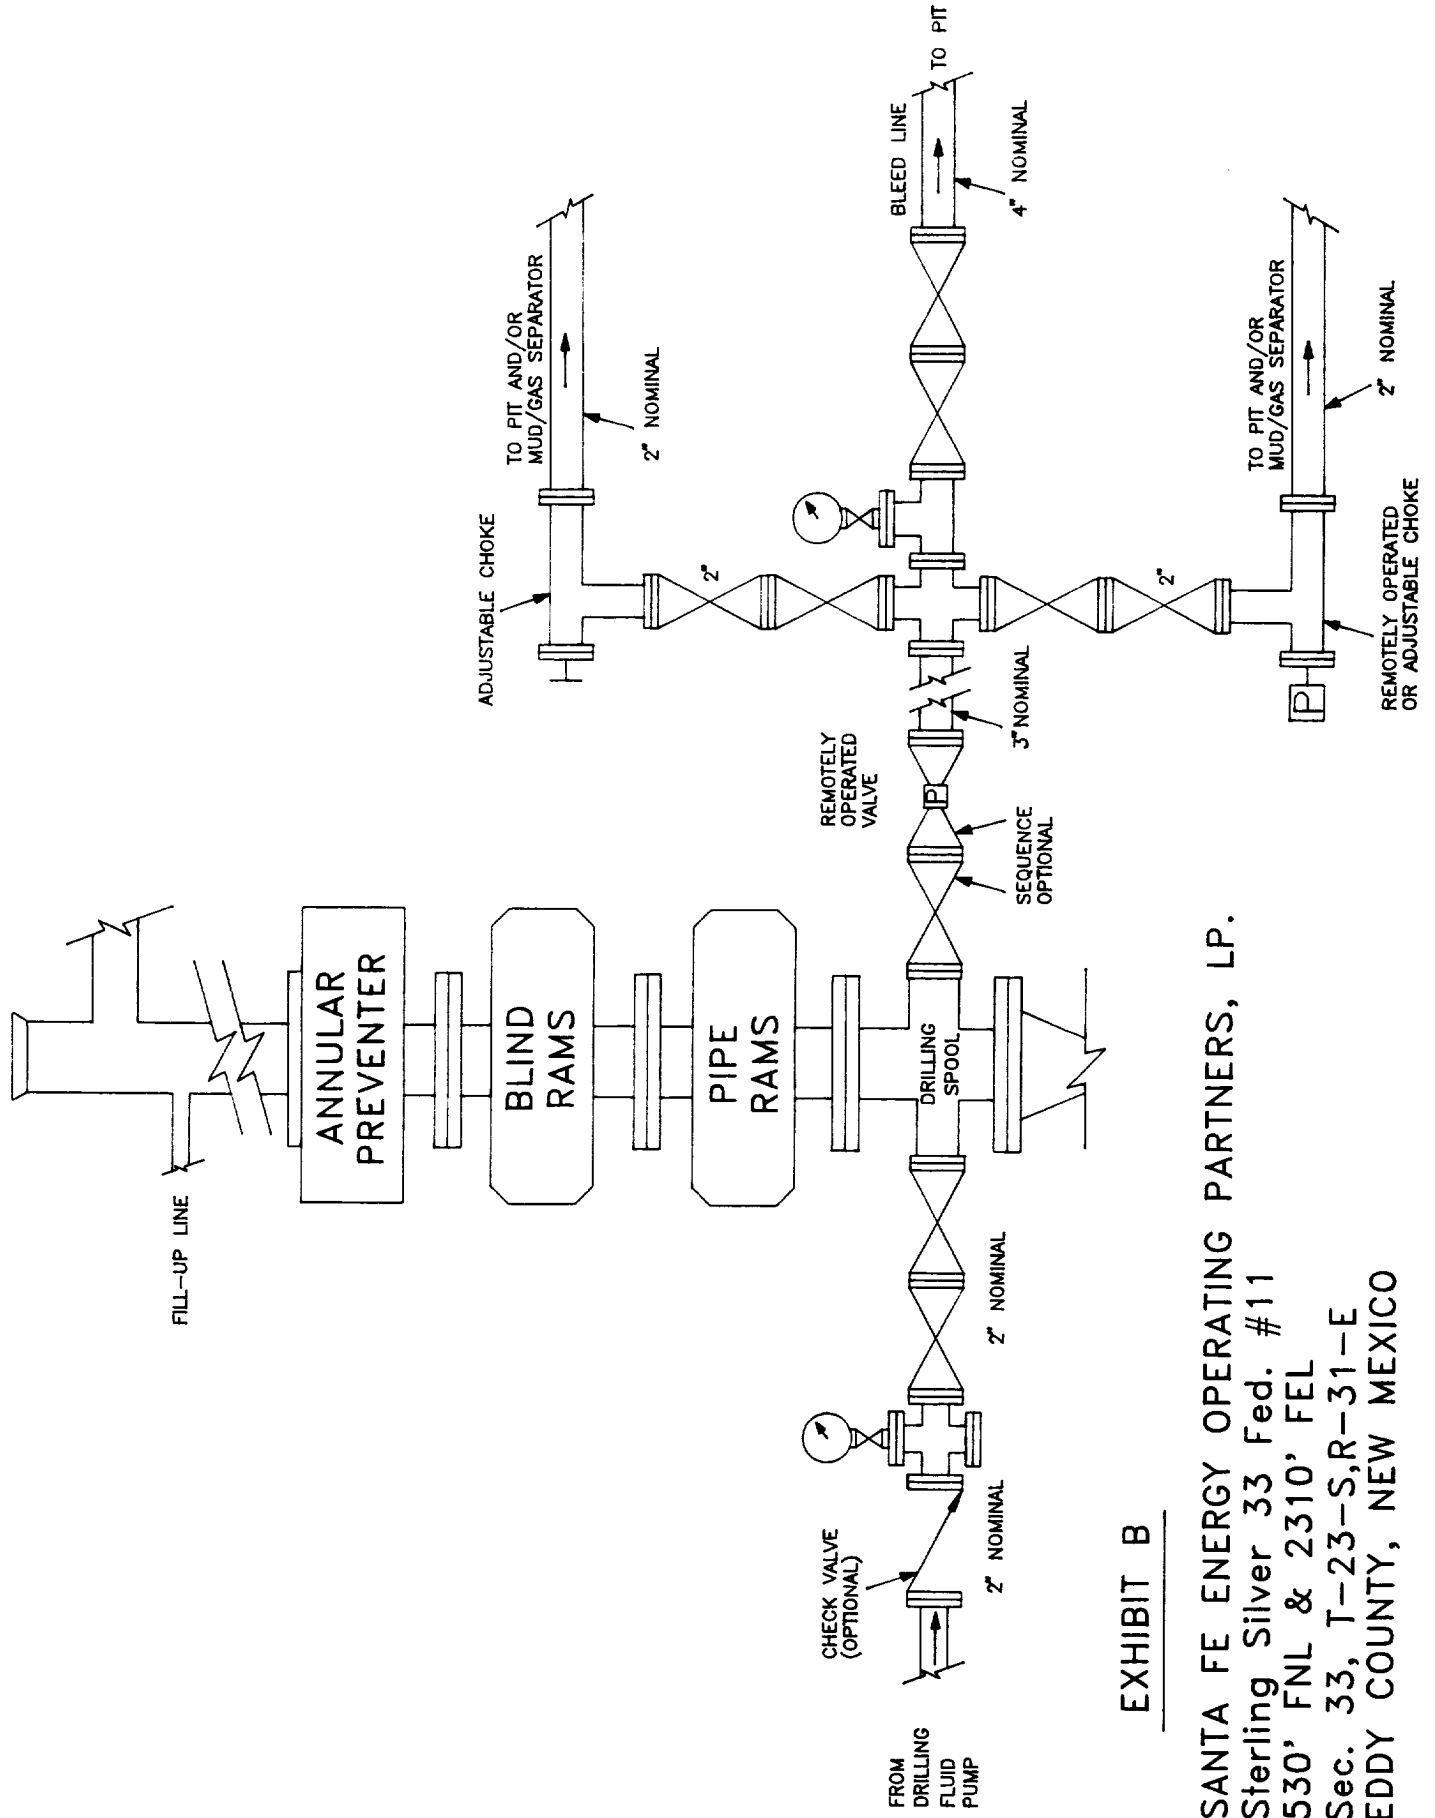 FILL-UP LINE
ANNULAR
PREVENTER
BLIND
RAMS
PIPE
RAMS
DRILLING
SPOOL
ADJUSTABLE CHOKE
TO PIT AND/OR
MUD/GAS SEPARATOR
2" NOMINAL
2"
REMOTELY
OPERATED
VALVE
P
SEQUENCE
OPTIONAL
3" NOMINAL
BLEED LINE
TO PIT
4" NOMINAL
2"
TO PIT AND/OR
MUD/GAS SEPARATOR
2" NOMINAL
P
REMOTELY OPERATED
OR ADJUSTABLE CHOKE
FROM
DRILLING
FLUID
PUMP
CHECK VALVE
(OPTIONAL)
2" NOMINAL
2" NOMINAL
EXHIBIT B
SANTA FE ENERGY OPERATING PARTNERS, LP.
Sterling Silver 33 Fed. #11
530' FNL & 2310' FEL
Sec. 33, T-23-S,R-31-E
EDDY COUNTY, NEW MEXICO